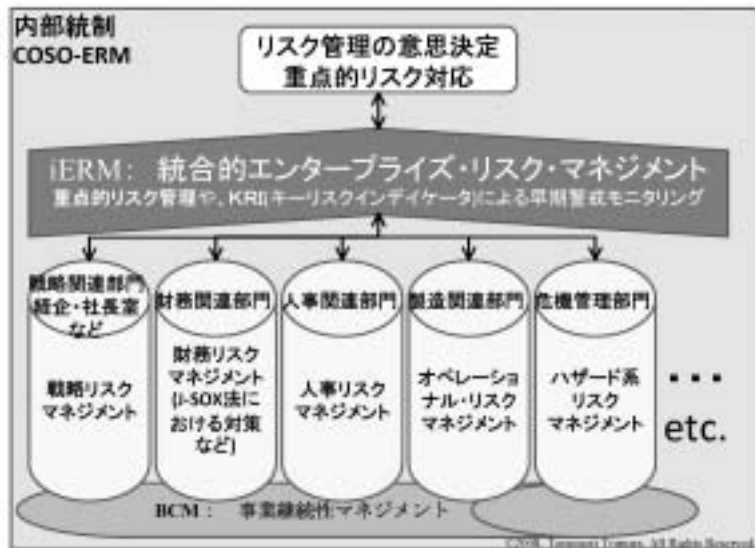 内部統制
COSO-ERM
リスク管理の意思決定
重点的リスク対応
iERM： 統合的エンタープライズ・リスク・マネジメント
重点的リスク管理や、KRI(キーリスクインディケータ)による早期警戒モニタリング
戦略関連部門
経企・社長室
など
戦略リスク
マネジメント
財務関連部門
財務リスク
マネジメント
(J-SOX法に
おける対策
など)
人事関連部門
人事リスク
マネジメント
製造関連部門
オペレーショ
ナル・リスク
マネジメント
危機管理部門
ハザード系
リスク
マネジメント
・・・
etc.
BCM： 事業継続性マネジメント
All Rights Reserved